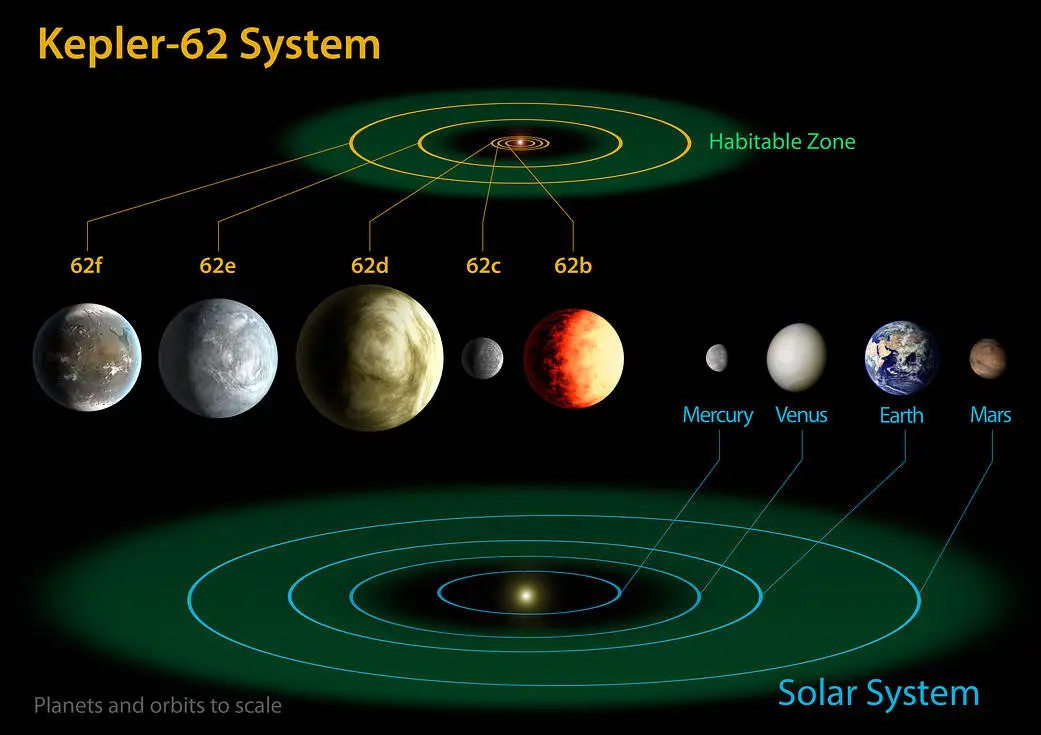 Kepler-62 System
Habitable Zone
62f 62e 62d 62c 62b
Mercury Venus Earth Mars
Solar System
Planets and orbits to scale